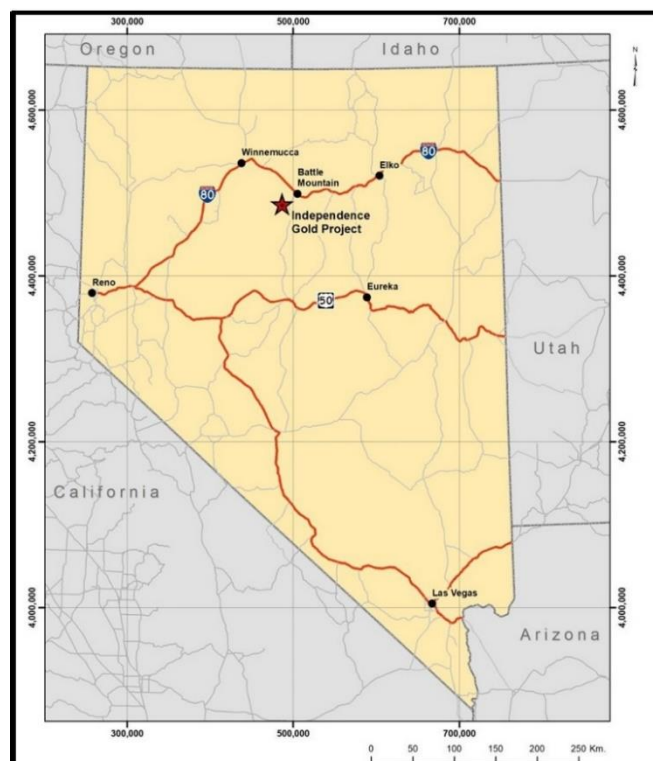 300,000 500,000 700,000
Oregon Idaho
N
4,600,000 4,600,000
80
Winnemucca
Elko
Battle
Mountain
80
Independence
Gold Project
4,400,000 4,400,000
Reno
Eureka
50
Utah
4,200,000 4,200,000
California
Las Vegas
4,000,000 4,000,000
Arizona
300,000 500,000 700,000
0 50 100 150 200 250 Km.